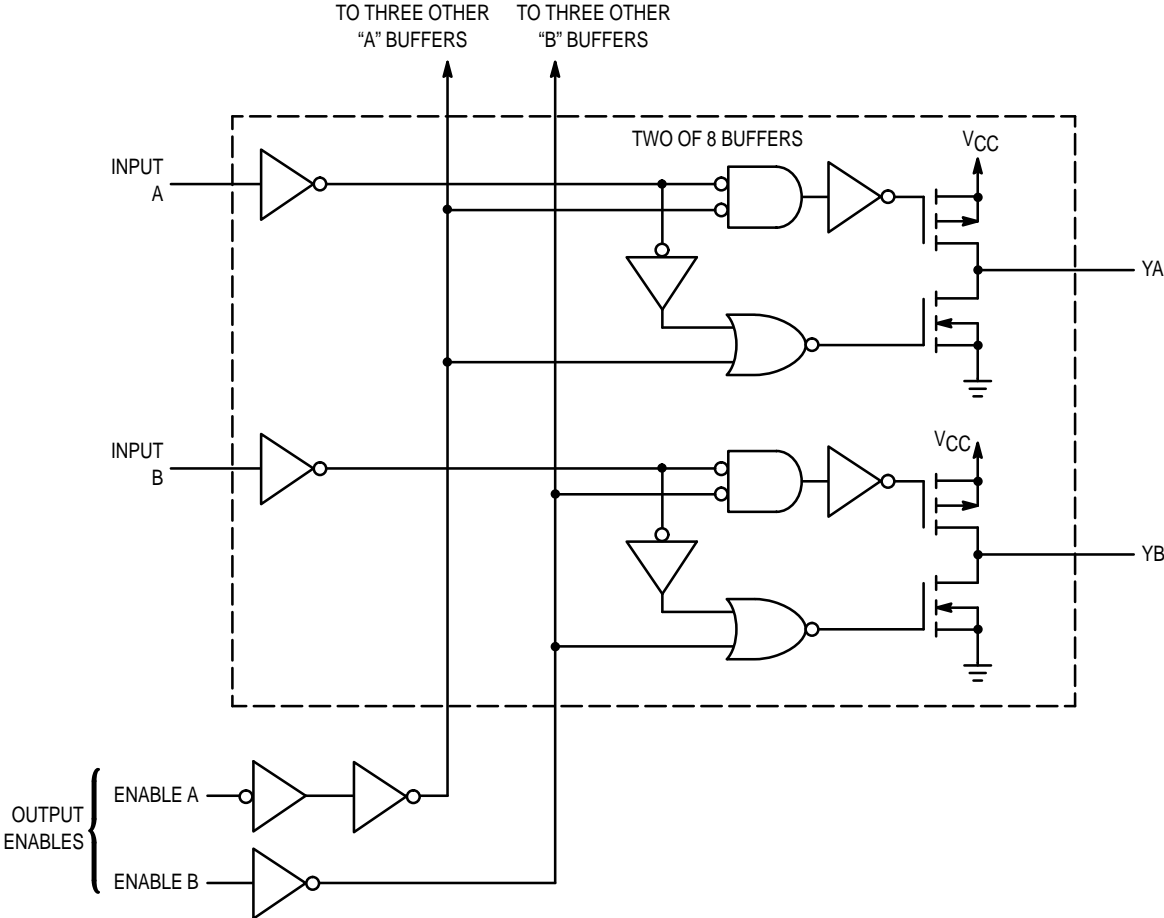 TO THREE OTHER
“A” BUFFERS
TO THREE OTHER
“B” BUFFERS
TWO OF 8 BUFFERS
VCC
INPUT
A
YA
INPUT
B
VCC
YB
OUTPUT
ENABLES
ENABLE A
ENABLE B